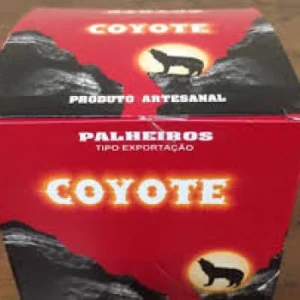 COYOTE
PRODUTO ARTESANAL
PALHEIROS
TIPO EXPORTAÇÃO
COYOTE